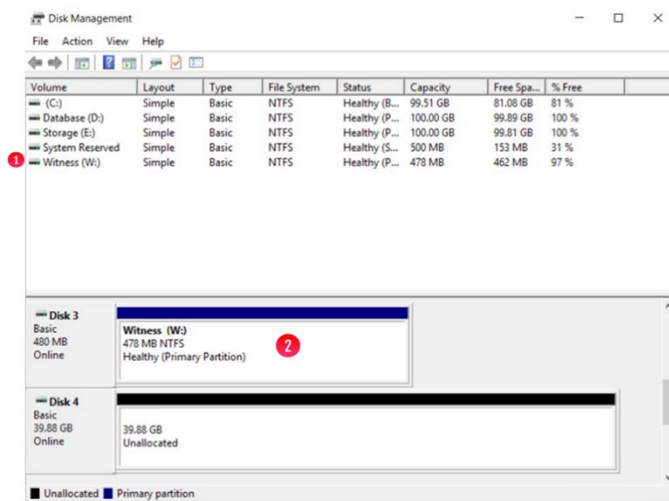 Disk Management
File Action View Help
Volume Layout Type File System Status Capacity Free Spa... % Free
(C:) Simple Basic NTFS Healthy (B... 99.51 GB 81.08 GB 81 %
Database (D:) Simple Basic NTFS Healthy (P... 100.00 GB 99.89 GB 100 %
Storage (E:) Simple Basic NTFS Healthy (P... 100.00 GB 99.81 GB 100 %
System Reserved Simple Basic NTFS Healthy (S... 500 MB 153 MB 31 %
1 Witness (W:) Simple Basic NTFS Healthy (P... 478 MB 462 MB 97 %
Disk 3
Basic
480 MB
Online
Witness (W:)
478 MB NTFS
Healthy (Primary Partition)
2
Disk 4
Basic
39.88 GB
Online
39.88 GB
Unallocated
Unallocated Primary partition